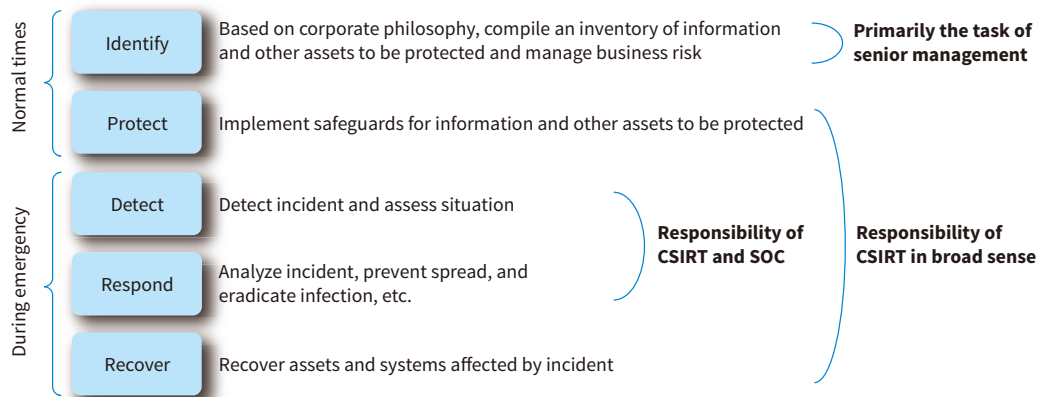 Normal times
Identify
Based on corporate philosophy, compile an inventory of information
and other assets to be protected and manage business risk
Primarily the task of
senior management
Protect
Implement safeguards for information and other assets to be protected
During emergency
Detect
Detect incident and assess situation
Respond
Analyze incident, prevent spread, and
eradicate infection, etc.
Responsibility of
CSIRT and SOC
Responsibility of
CSIRT in broad sense
Recover
Recover assets and systems affected by incident